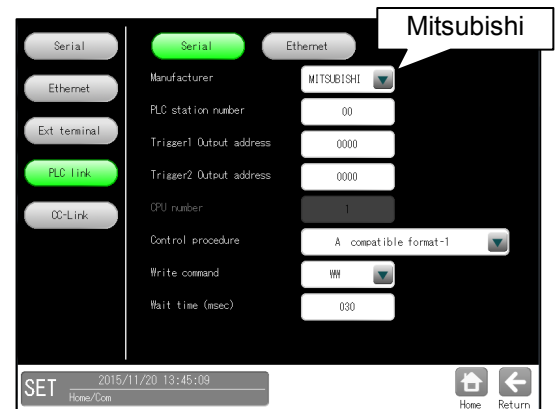 Mitsubishi
Serial
Serial Ethernet
Ethernet
Manufacturer MITSUBISHI
PLC station number 00
Ext terminal
Trigger1 Output address 0000
PLC link
Trigger2 Output address 0000
CPU number 1
CC-Link
Control procedure A compatible format-1
Write command WW
Wait time (msec) 030
SET 2015/11/20 13:45:09
Home/Com
Home Return